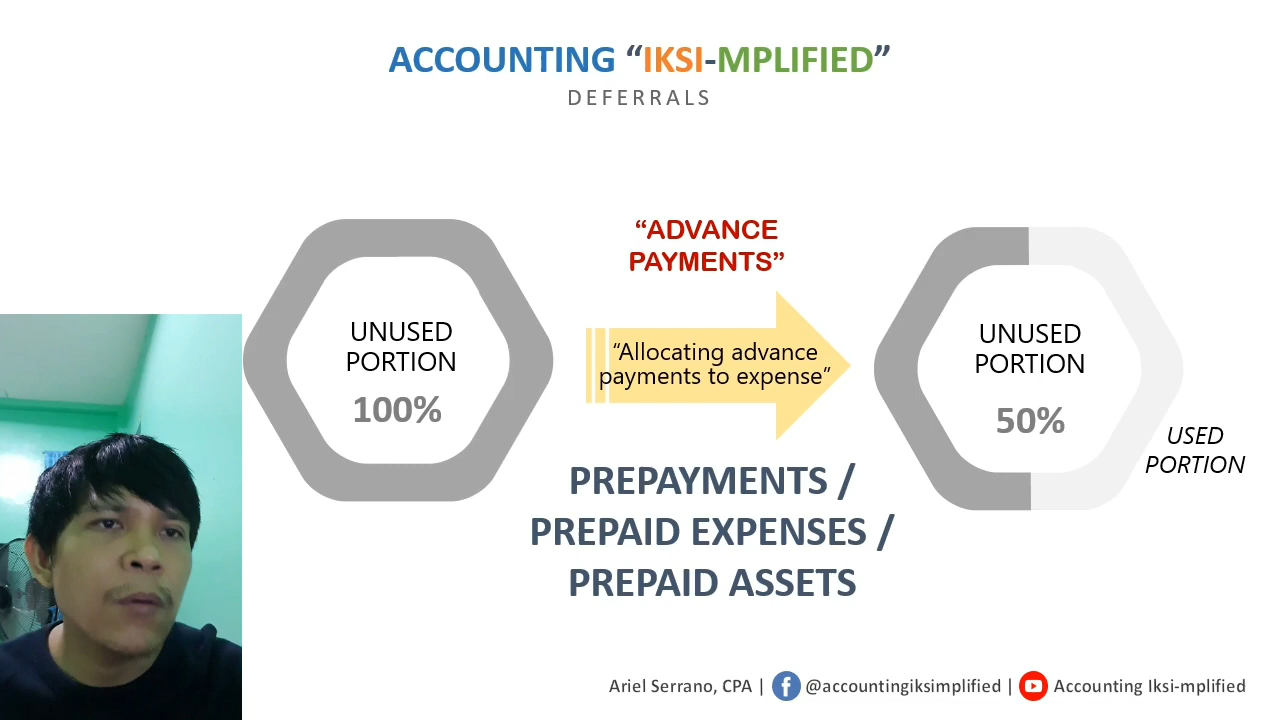 ACCOUNTING “IKSI-MPLIFIED”
DEFERRALS
“ADVANCE
PAYMENTS”
UNUSED
PORTION
100%
“Allocating advance
payments to expense”
UNUSED
PORTION
50%
USED
PORTION
PREPAYMENTS /
PREPAID EXPENSES /
PREPAID ASSETS
Ariel Serrano, CPA | @accountingiksimplified | Accounting Iksi-mplified